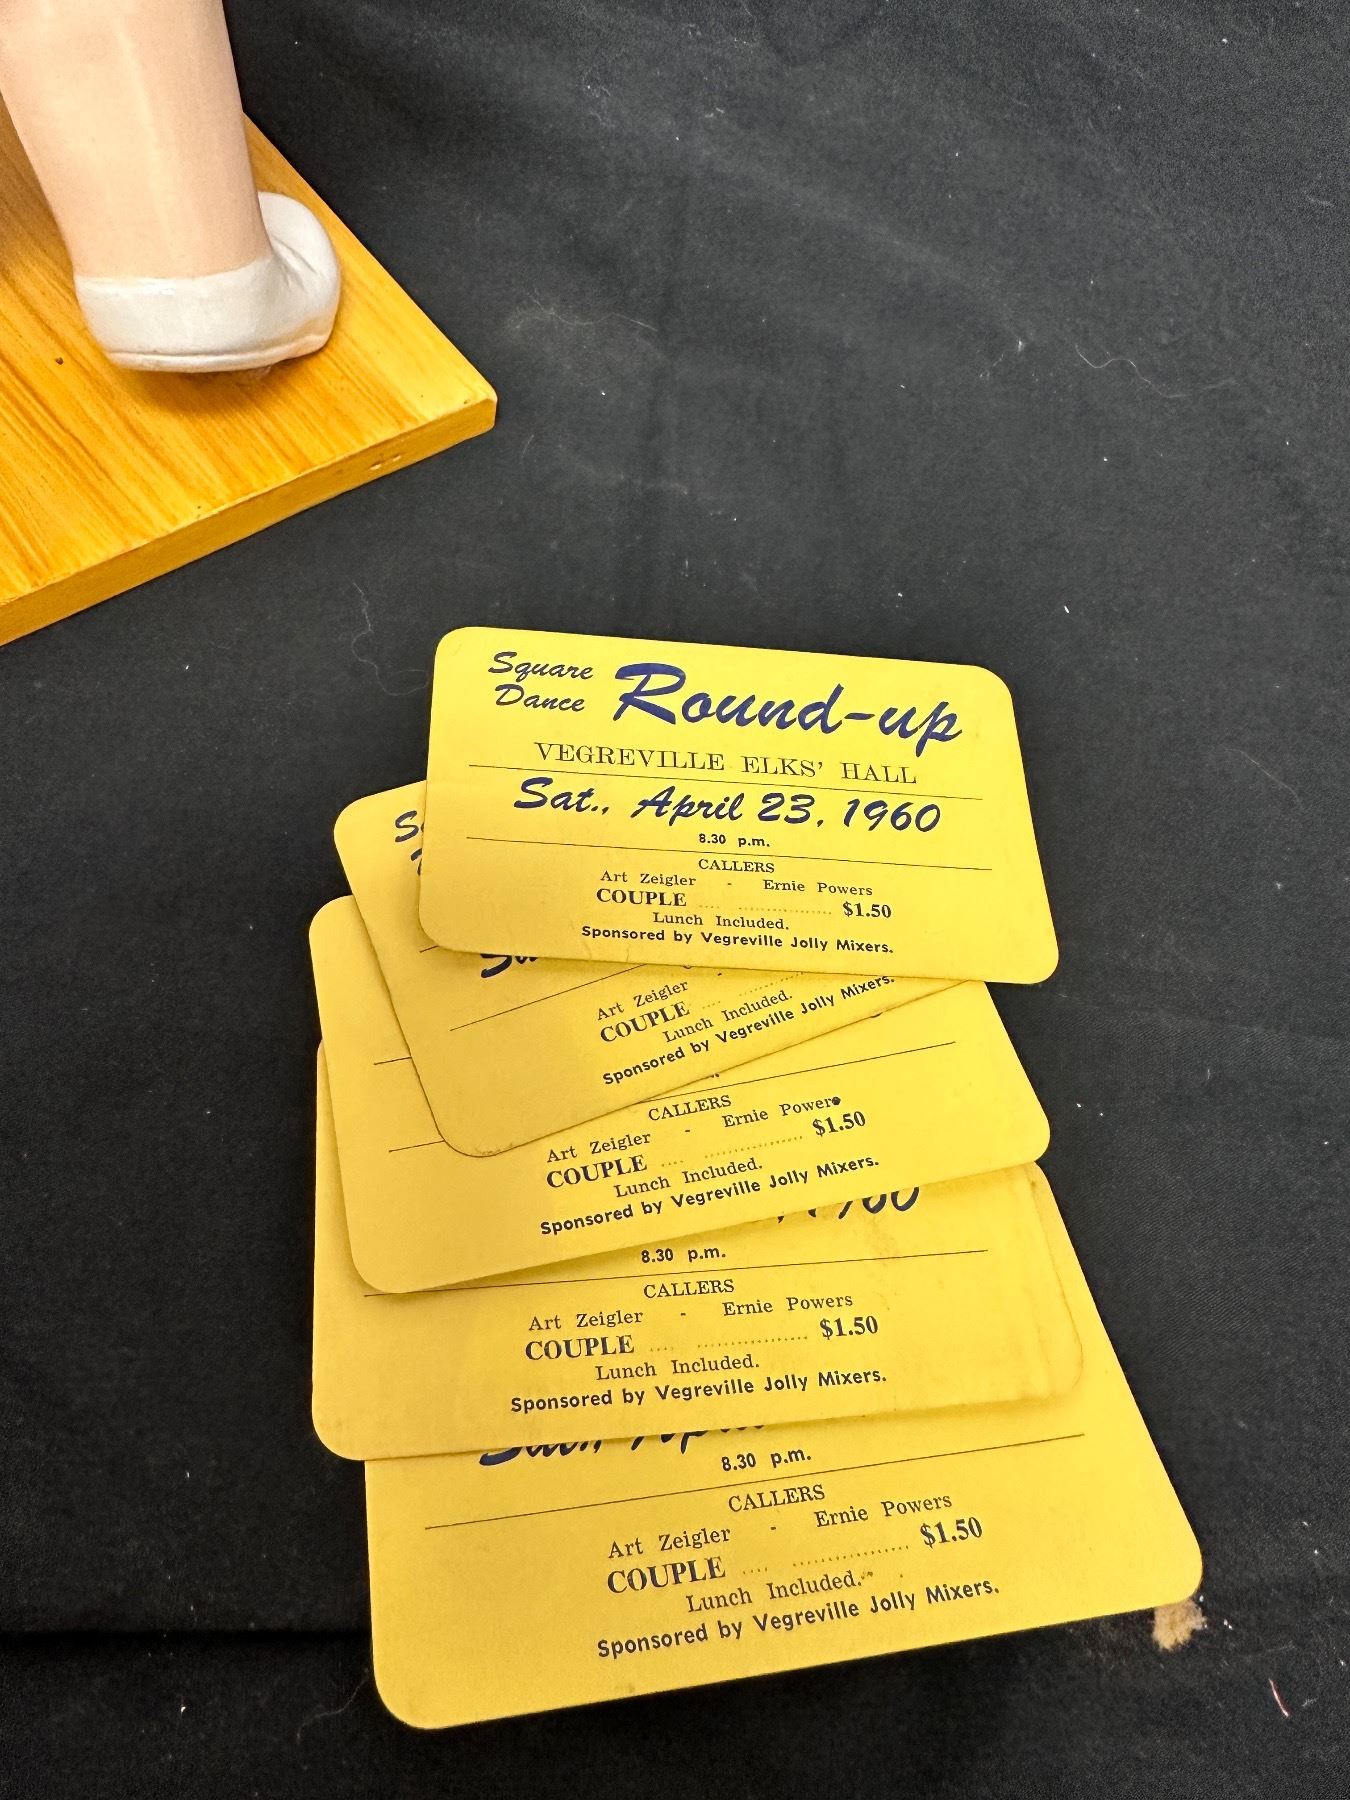 Square Dance Round-up
VEGREVILLE ELKS' HALL
Sat., April 23, 1960
8.30 p.m.
CALLERS
Art Zeigler - Ernie Powers
COUPLE .... ................ $1.50
Lunch Included.
Sponsored by Vegreville Jolly Mixers.
Art Zeigler -
COUPLE .... ........
Lunch Included.
Sponsored by Vegreville Jolly Mixers.
CALLERS
Art Zeigler - Ernie Powers
COUPLE .... ................ $1.50
Lunch Included.
Sponsored by Vegreville Jolly Mixers.
1960
8.30 p.m.
CALLERS
Art Zeigler - Ernie Powers
COUPLE .... ................ $1.50
Lunch Included.
Sponsored by Vegreville Jolly Mixers.
8.30 p.m.
CALLERS
Art Zeigler - Ernie Powers
COUPLE .... ................ $1.50
Lunch Included.
Sponsored by Vegreville Jolly Mixers.